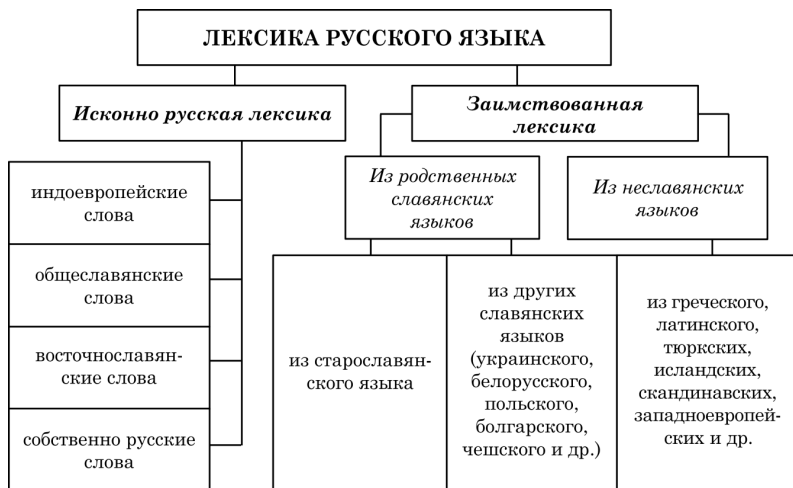 ЛЕКСИКА РУССКОГО ЯЗЫКА
Исконно русская лексика
индоевропейские
слова
общеславянские
слова
восточнославян-
ские слова
собственно русские
слова
Заимствованная
лексика
Из родственных
славянских
языков
из старославян-
ского языка
из других
славянских
языков
(украинского,
белорусского,
польского,
болгарского,
чешского и др.)
Из неславянских
языков
из греческого,
латинского,
тюркских,
исландских,
скандинавских,
западноевропей-
ских и др.